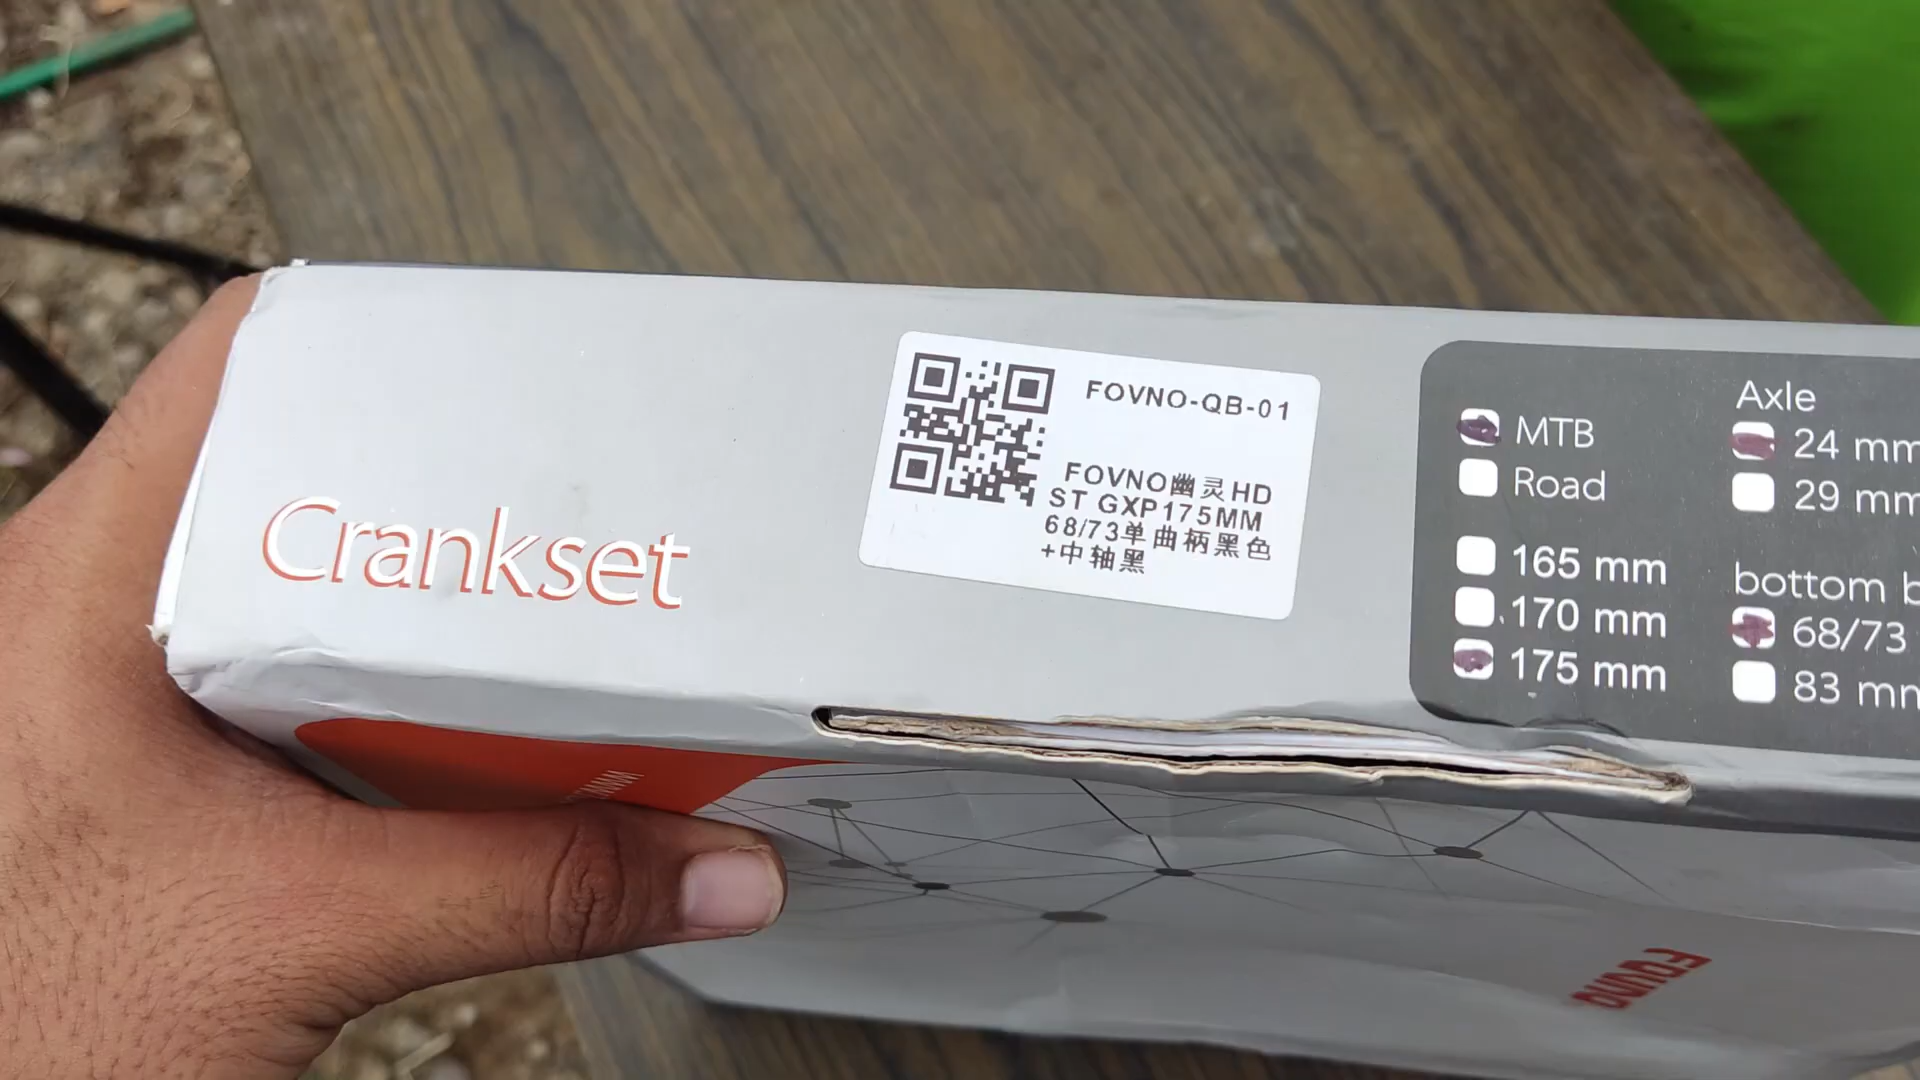 Crankset
FOVNO-QB-01
FOVNO幽灵HD
ST GXP175MM
68/73单曲柄黑色
+中轴黑
MTB
Road
165 mm
170 mm
175 mm
Axle
24 mm
29 mm
bottom
68/73
83
FOVNO